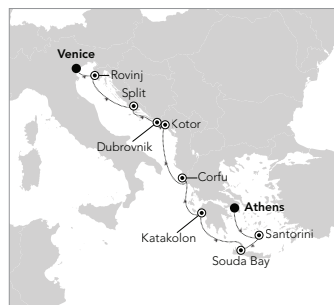 Venice
Rovinj
Split
Kotor
Dubrovnik
Corfu
Athens
Katakolon
Santorini
Souda Bay